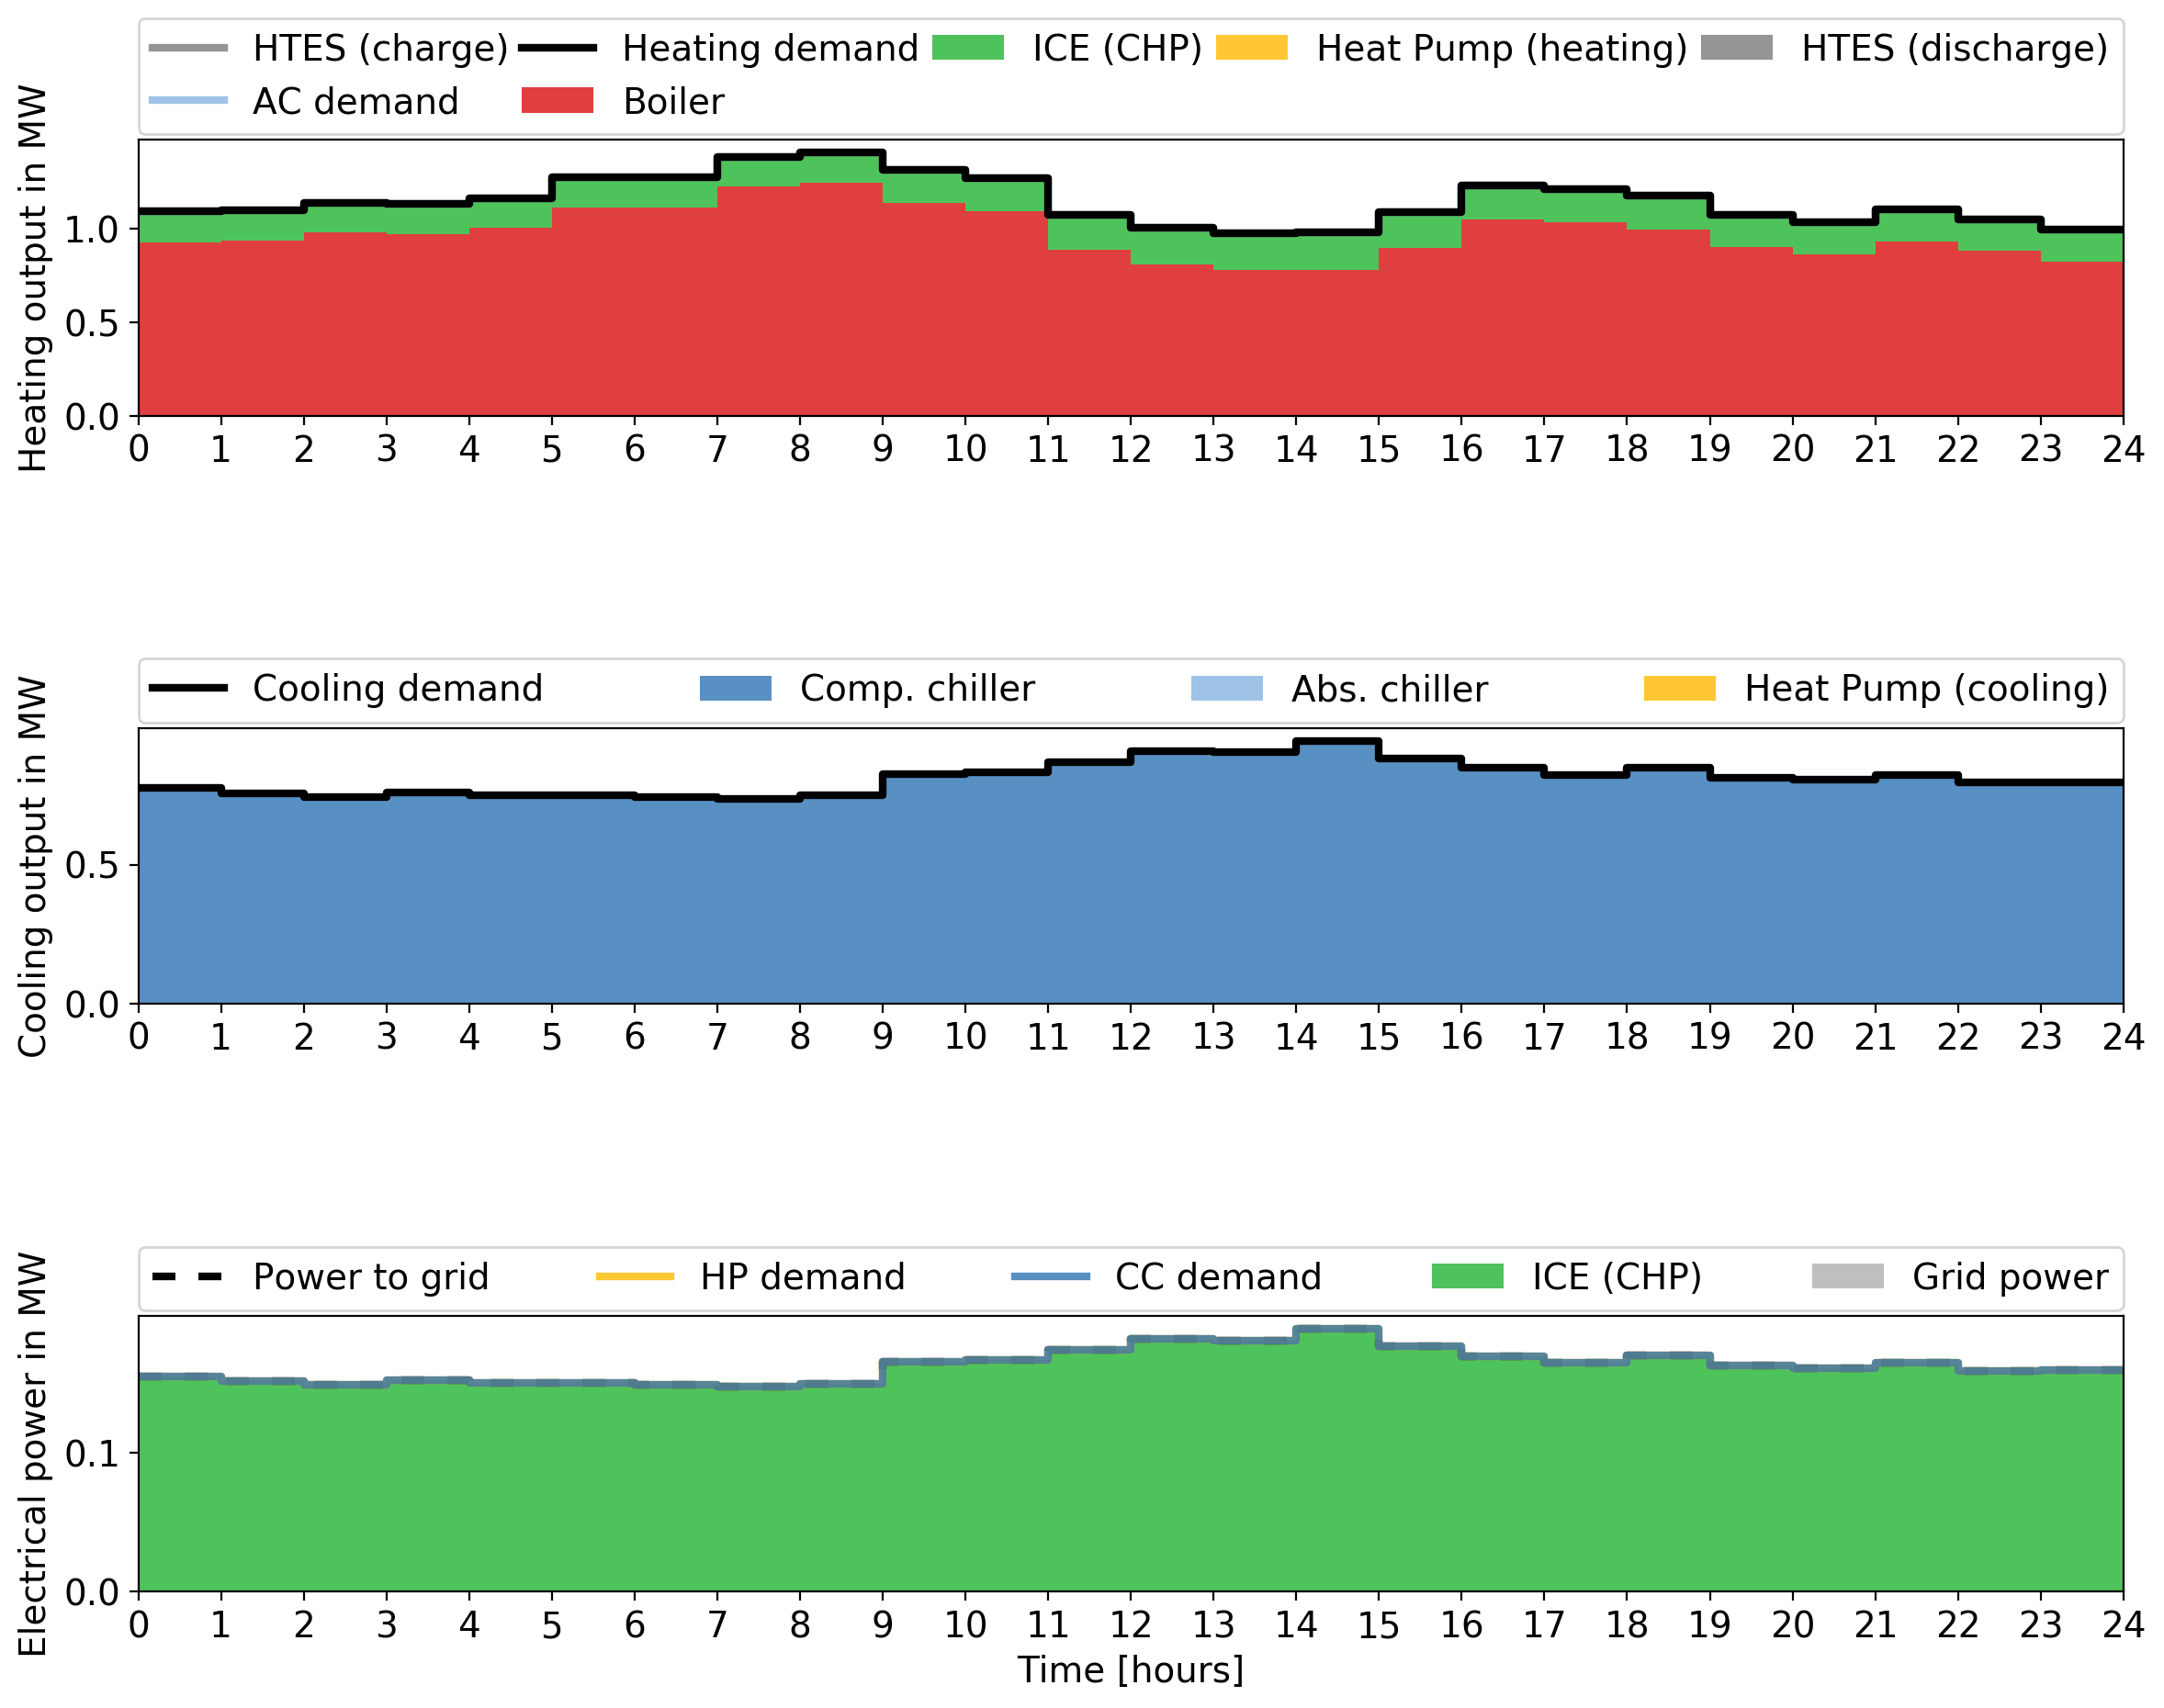 HTES (charge) Heating demand ICE (CHP) Heat Pump (heating) HTES (discharge)
AC demand Boiler
Heating output in MW
1.0
0.5
0.0
0 1 2 3 4 5 6 7 8 9 10 11 12 13 14 15 16 17 18 19 20 21 22 23 24
Cooling demand Comp. chiller Abs. chiller Heat Pump (cooling)
Cooling output in MW
0.5
0.0
0 1 2 3 4 5 6 7 8 9 10 11 12 13 14 15 16 17 18 19 20 21 22 23 24
Power to grid HP demand CC demand ICE (CHP) Grid power
Electrical power in MW
0.1
0.0
0 1 2 3 4 5 6 7 8 9 10 11 12 13 14 15 16 17 18 19 20 21 22 23 24
Time [hours]